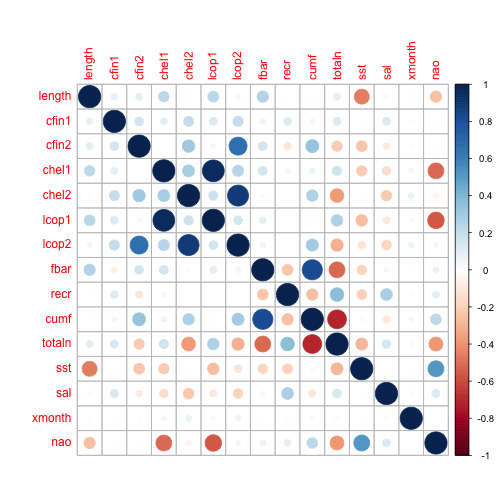 length cfin1 cfin2 chel1 chel2 lcop1 lcop2 fbar recr cumf totaln sst sal xmonth nao
length
cfin1
cfin2
chel1
chel2
lcop1
lcop2
fbar
recr
cumf
totaln
sst
sal
xmonth
nao
1
0.8
0.6
0.4
0.2
0
-0.2
-0.4
-0.6
-0.8
-1